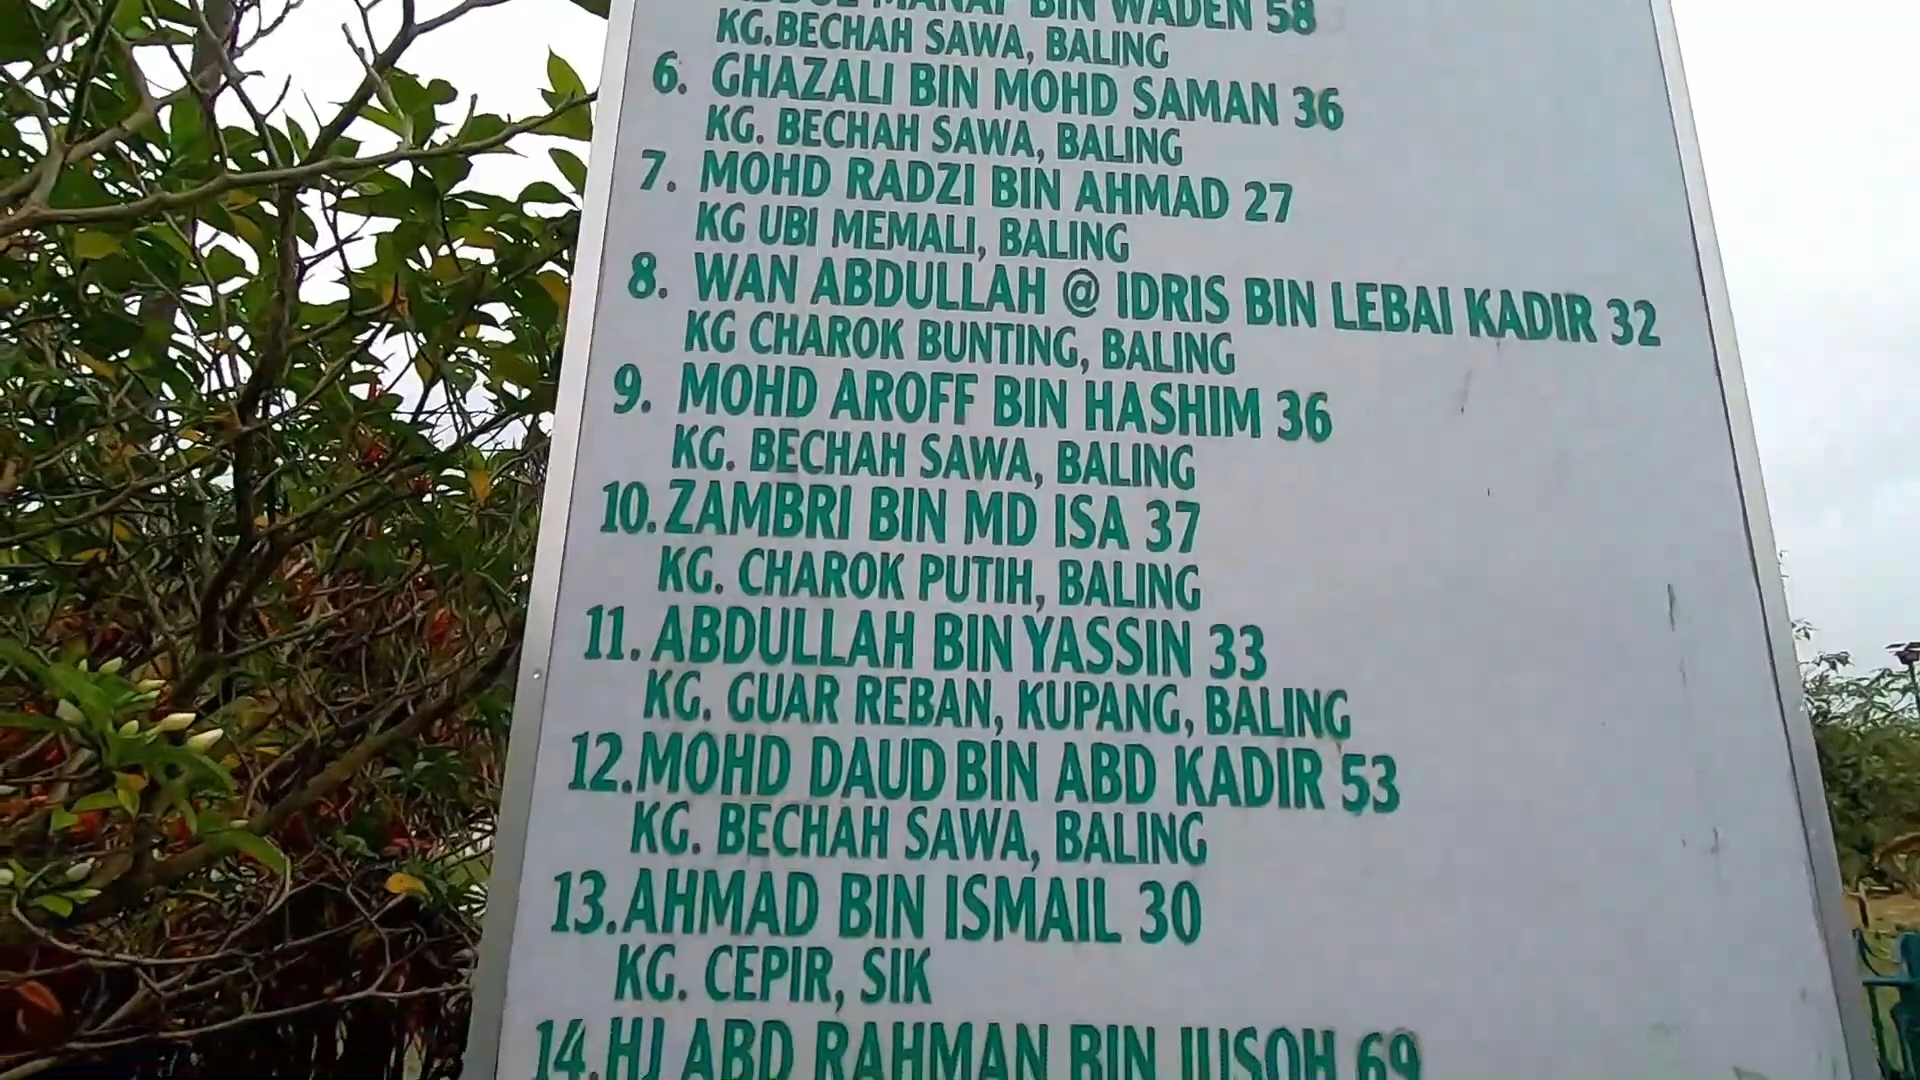 ABDUL MANAF BIN WADEN 58
KG.BECHAH SAWA, BALING
6. GHAZALI BIN MOHD SAMAN 36
KG. BECHAH SAWA, BALING
7. MOHD RADZI BIN AHMAD 27
KG UBI MEMALI, BALING
8. WAN ABDULLAH @ IDRIS BIN LEBAI KADIR 32
KG CHAROK BUNTING, BALING
9. MOHD AROFF BIN HASHIM 36
KG. BECHAH SAWA, BALING
10. ZAMBRI BIN MD ISA 37
KG. CHAROK PUTIH, BALING
11. ABDULLAH BIN YASSIN 33
KG. GUAR REBAN, KUPANG, BALING
12. MOHD DAUD BIN ABD KADIR 53
KG. BECHAH SAWA, BALING
13. AHMAD BIN ISMAIL 30
KG. CEPIR, SIK
14. HJ ABD RAHMAN BIN JUSOH 69